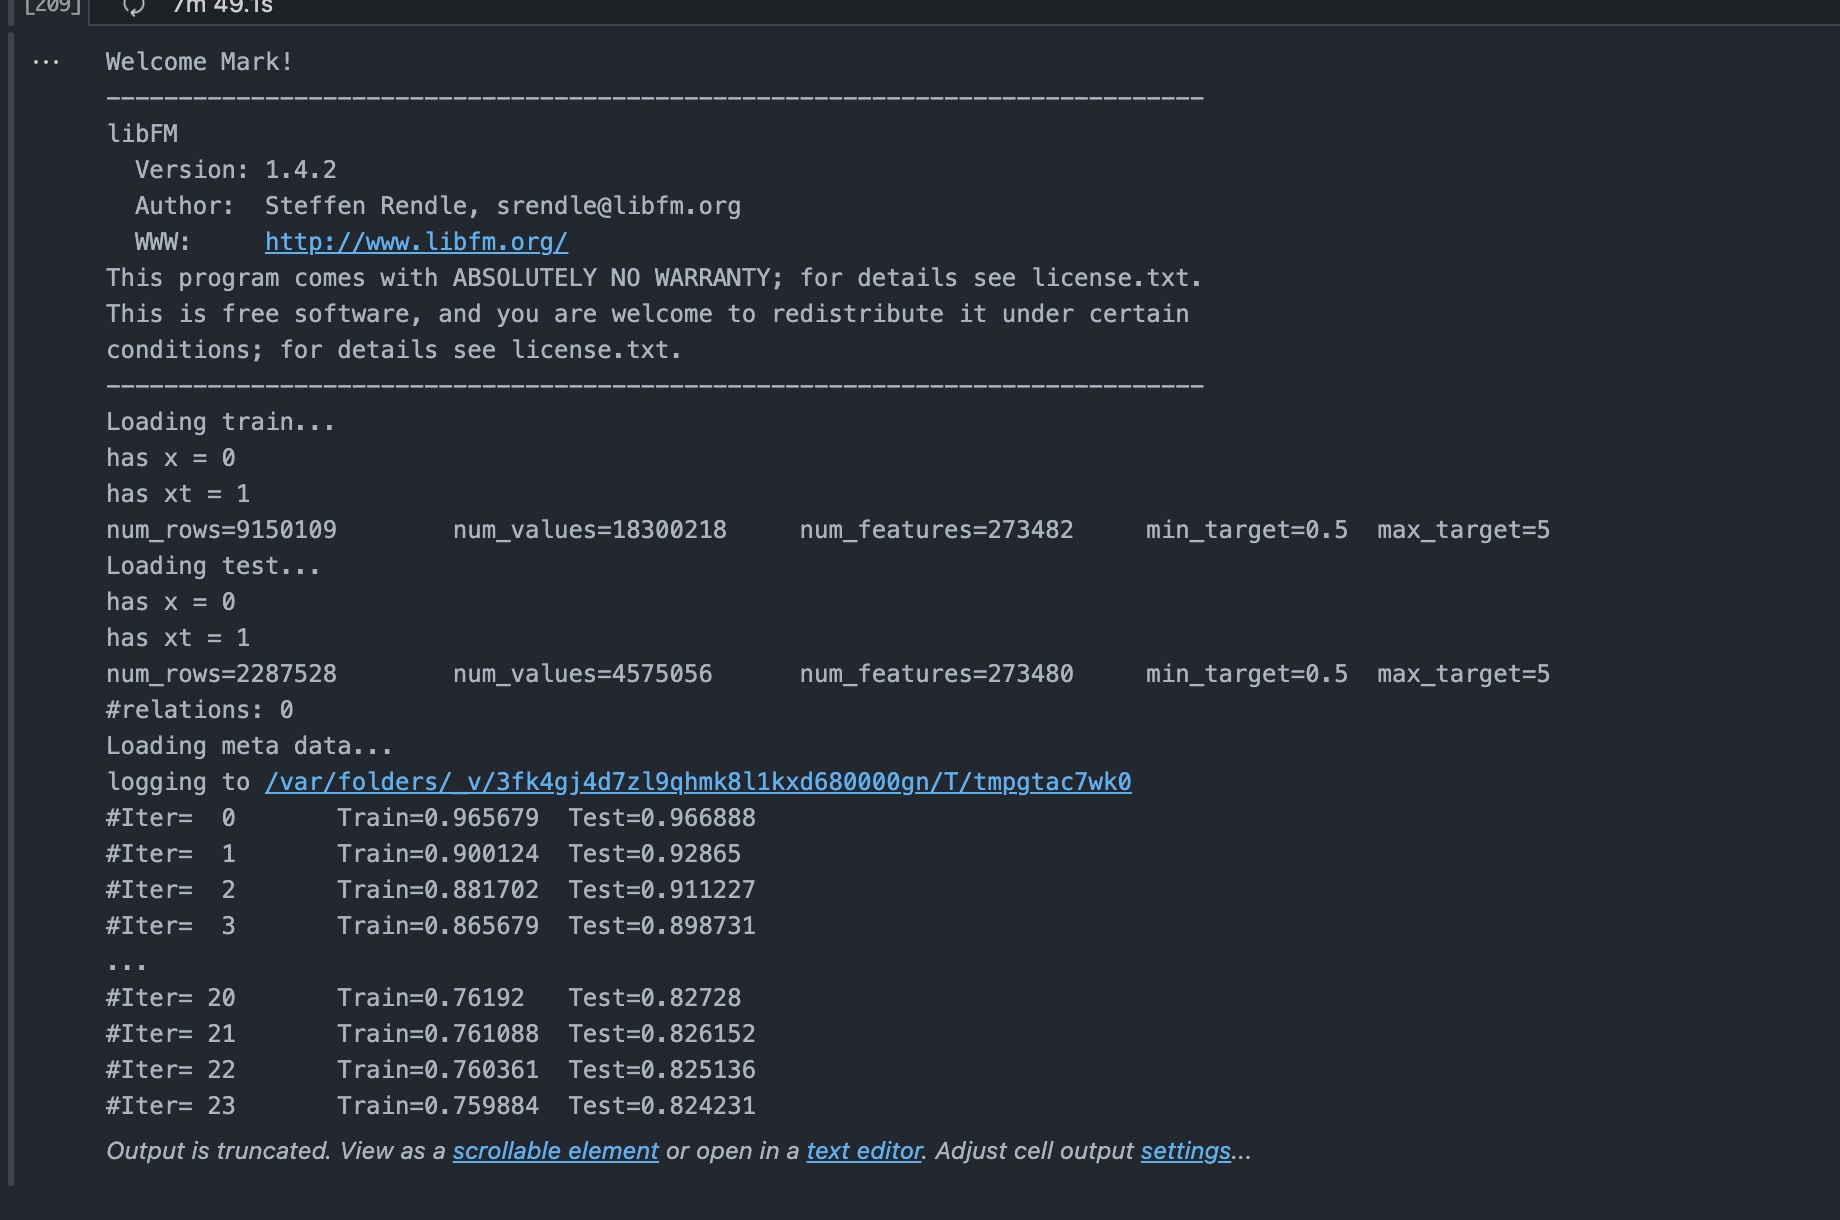 [209] 7m 49.1s
... Welcome Mark!
----------------------------------------------------------------------------
libFM
  Version: 1.4.2
  Author:  Steffen Rendle, srendle@libfm.org
  WWW:     http://www.libfm.org/
This program comes with ABSOLUTELY NO WARRANTY; for details see license.txt.
This is free software, and you are welcome to redistribute it under certain
conditions; for details see license.txt.
----------------------------------------------------------------------------
Loading train...
has x = 0
has xt = 1
num_rows=9150109	num_values=18300218	num_features=273482	min_target=0.5	max_target=5
Loading test...
has x = 0
has xt = 1
num_rows=2287528	num_values=4575056	num_features=273480	min_target=0.5	max_target=5
#relations: 0
Loading meta data...
logging to /var/folders/_v/3fk4gj4d7zl9qhmk8l1kxd680000gn/T/tmpgtac7wk0
#Iter=  0	Train=0.965679	Test=0.966888
#Iter=  1	Train=0.900124	Test=0.92865
#Iter=  2	Train=0.881702	Test=0.911227
#Iter=  3	Train=0.865679	Test=0.898731
...
#Iter= 20	Train=0.76192	Test=0.82728
#Iter= 21	Train=0.761088	Test=0.826152
#Iter= 22	Train=0.760361	Test=0.825136
#Iter= 23	Train=0.759884	Test=0.824231
Output is truncated. View as a scrollable element or open in a text editor. Adjust cell output settings...